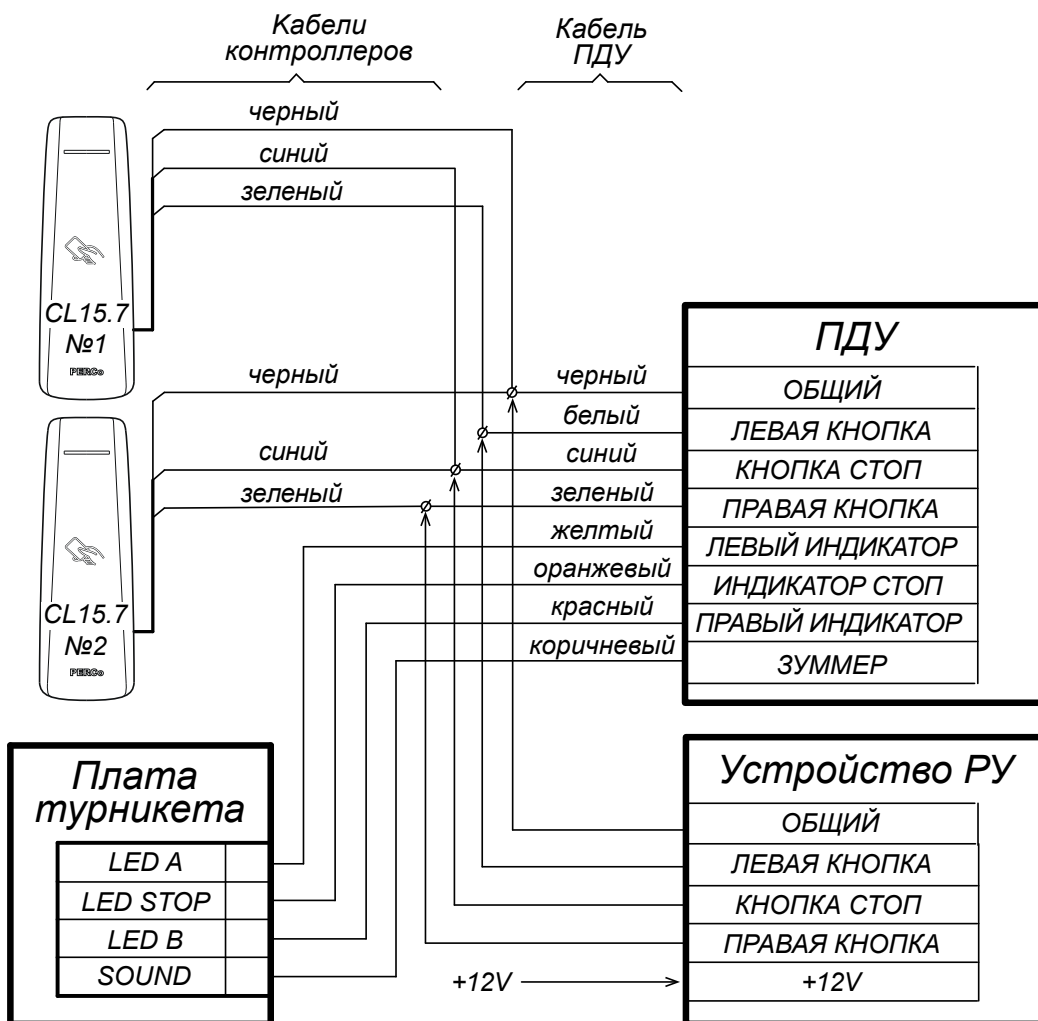 Кабели
контроллеров
Кабель
ПДУ
черный
синий
зеленый
CL15.7
№1
PERCo
черный
синий
зеленый
CL15.7
№2
PERCo
черный
белый
синий
зеленый
желтый
оранжевый
красный
коричневый
ПДУ
ОБЩИЙ
ЛЕВАЯ КНОПКА
КНОПКА СТОП
ПРАВАЯ КНОПКА
ЛЕВЫЙ ИНДИКАТОР
ИНДИКАТОР СТОП
ПРАВЫЙ ИНДИКАТОР
ЗУММЕР
Плата
турникета
LED A
LED STOP
LED B
SOUND
Устройство РУ
ОБЩИЙ
ЛЕВАЯ КНОПКА
КНОПКА СТОП
ПРАВАЯ КНОПКА
+12V
+12V